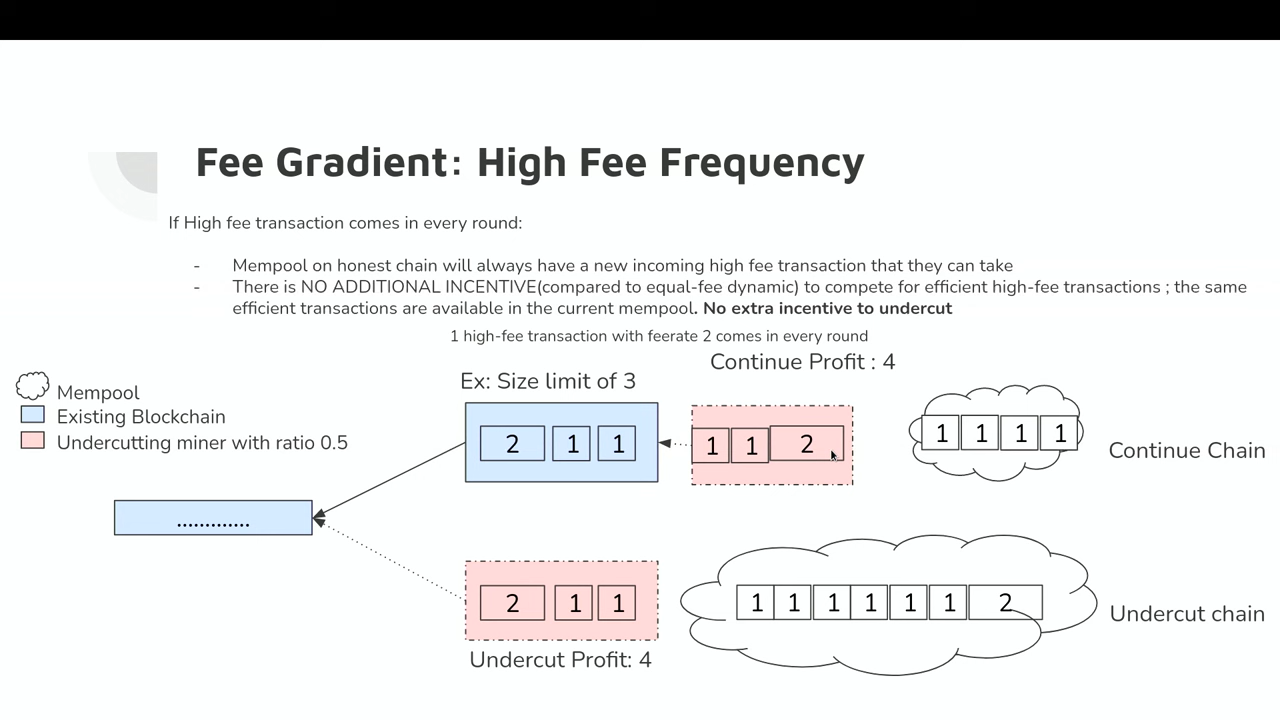 Fee Gradient: High Fee Frequency
If High fee transaction comes in every round:
- Mempool on honest chain will always have a new incoming high fee transaction that they can take
- There is NO ADDITIONAL INCENTIVE(compared to equal-fee dynamic) to compete for efficient high-fee transactions ; the same
efficient transactions are available in the current mempool. No extra incentive to undercut
1 high-fee transaction with feerate 2 comes in every round
Continue Profit : 4
Ex: Size limit of 3
Mempool
Existing Blockchain
Undercutting miner with ratio 0.5
2 1 1
1 1 2
1 1 1 1
Continue Chain
.............
2 1 1
1 1 1 1 1 1 2
Undercut chain
Undercut Profit: 4